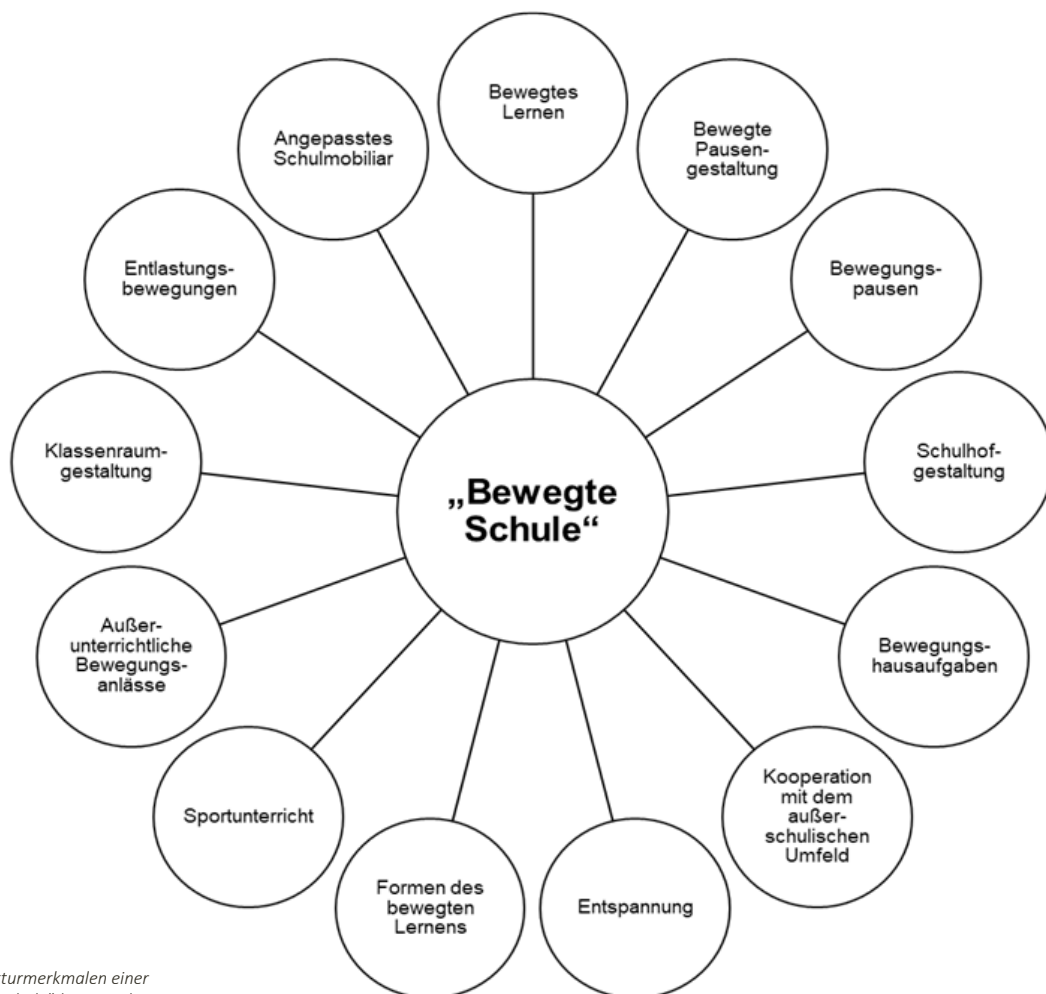 Bewegtes
Lernen
Bewegte
Pausen-
gestaltung
Bewegungs-
pausen
Schulhof-
gestaltung
Bewegungs-
hausaufgaben
Kooperation
mit dem
außer-
schulischen
Umfeld
Entspannung
Formen des
bewegten
Lernens
Sportunterricht
Außer-
unterrichtliche
Bewegungs-
anlässe
Klassenraum-
gestaltung
Entlastungs-
bewegungen
Angepasstes
Schulmobiliar
„Bewegte
Schule“
turmerkmalen einer